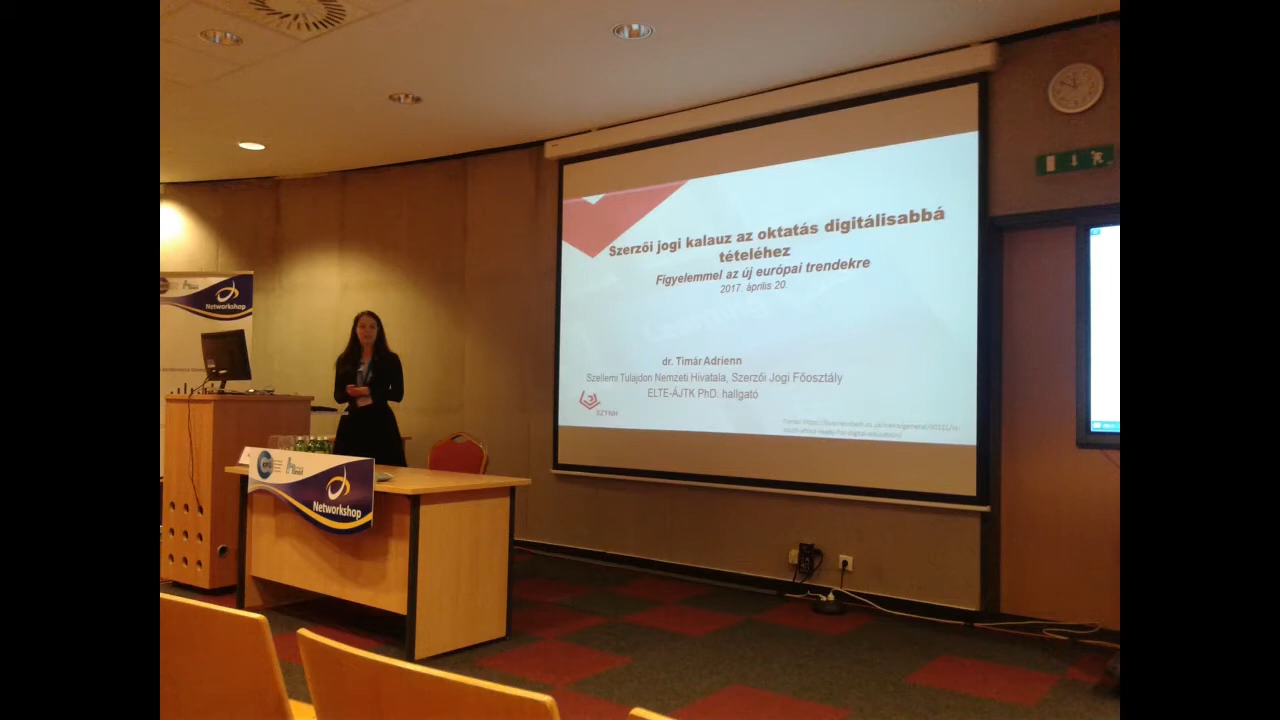 Szerzői jogi kalauz az oktatás digitálisabbá
tételéhez
Figyelemmel az új európai trendekre
2017. április 20.
dr. Tímár Adrienn
Szellemi Tulajdon Nemzeti Hivatala, Szerzői Jogi Főosztály
ELTE-ÁJTK PhD. hallgató
SZTNH
Networkshop
Networkshop